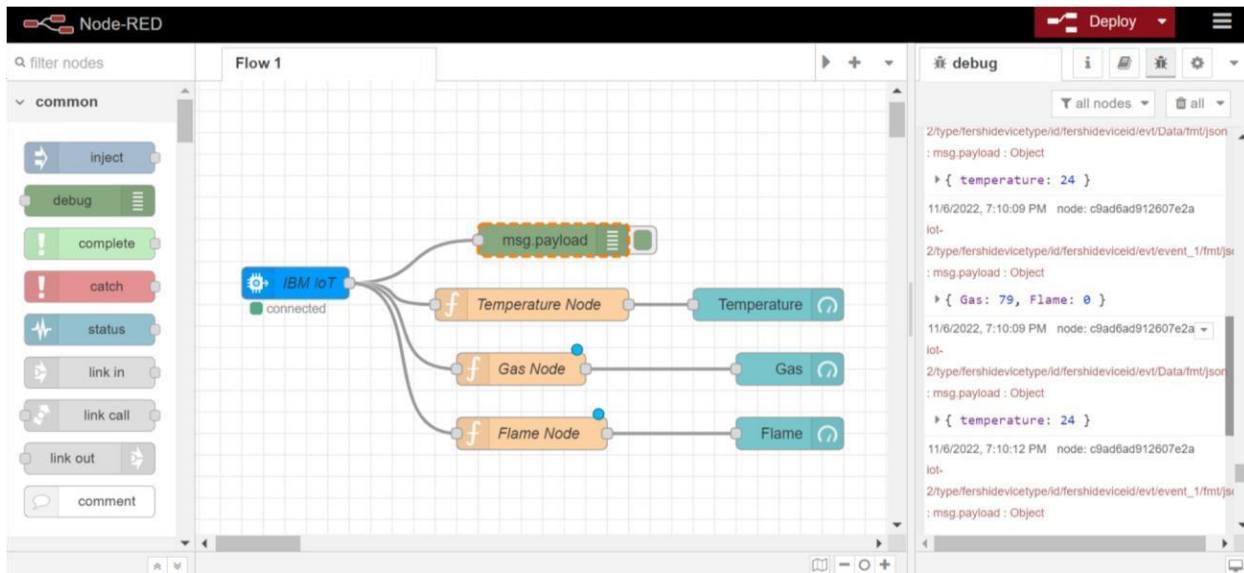 Node-RED
Deploy
filter nodes
common
inject
debug
complete
catch
status
link in
link call
link out
comment
Flow 1
msg.payload
IBM IoT
connected
Temperature Node
Temperature
Gas Node
Gas
Flame Node
Flame
debug
all nodes
all
2/type/fershidevicetype/id/fershideviceid/evt/Data/fmt/json
: msg.payload : Object
{ temperature: 24 }
11/6/2022, 7:10:09 PM node: c9ad6ad912607e2a
iot-
2/type/fershidevicetype/id/fershideviceid/evt/event_1/fmt/js
: msg.payload : Object
{ Gas: 79, Flame: 0 }
11/6/2022, 7:10:09 PM node: c9ad6ad912607e2a
iot-
2/type/fershidevicetype/id/fershideviceid/evt/Data/fmt/json
: msg.payload : Object
{ temperature: 24 }
11/6/2022, 7:10:12 PM node: c9ad6ad912607e2a
iot-
2/type/fershidevicetype/id/fershideviceid/evt/event_1/fmt/js
: msg.payload : Object